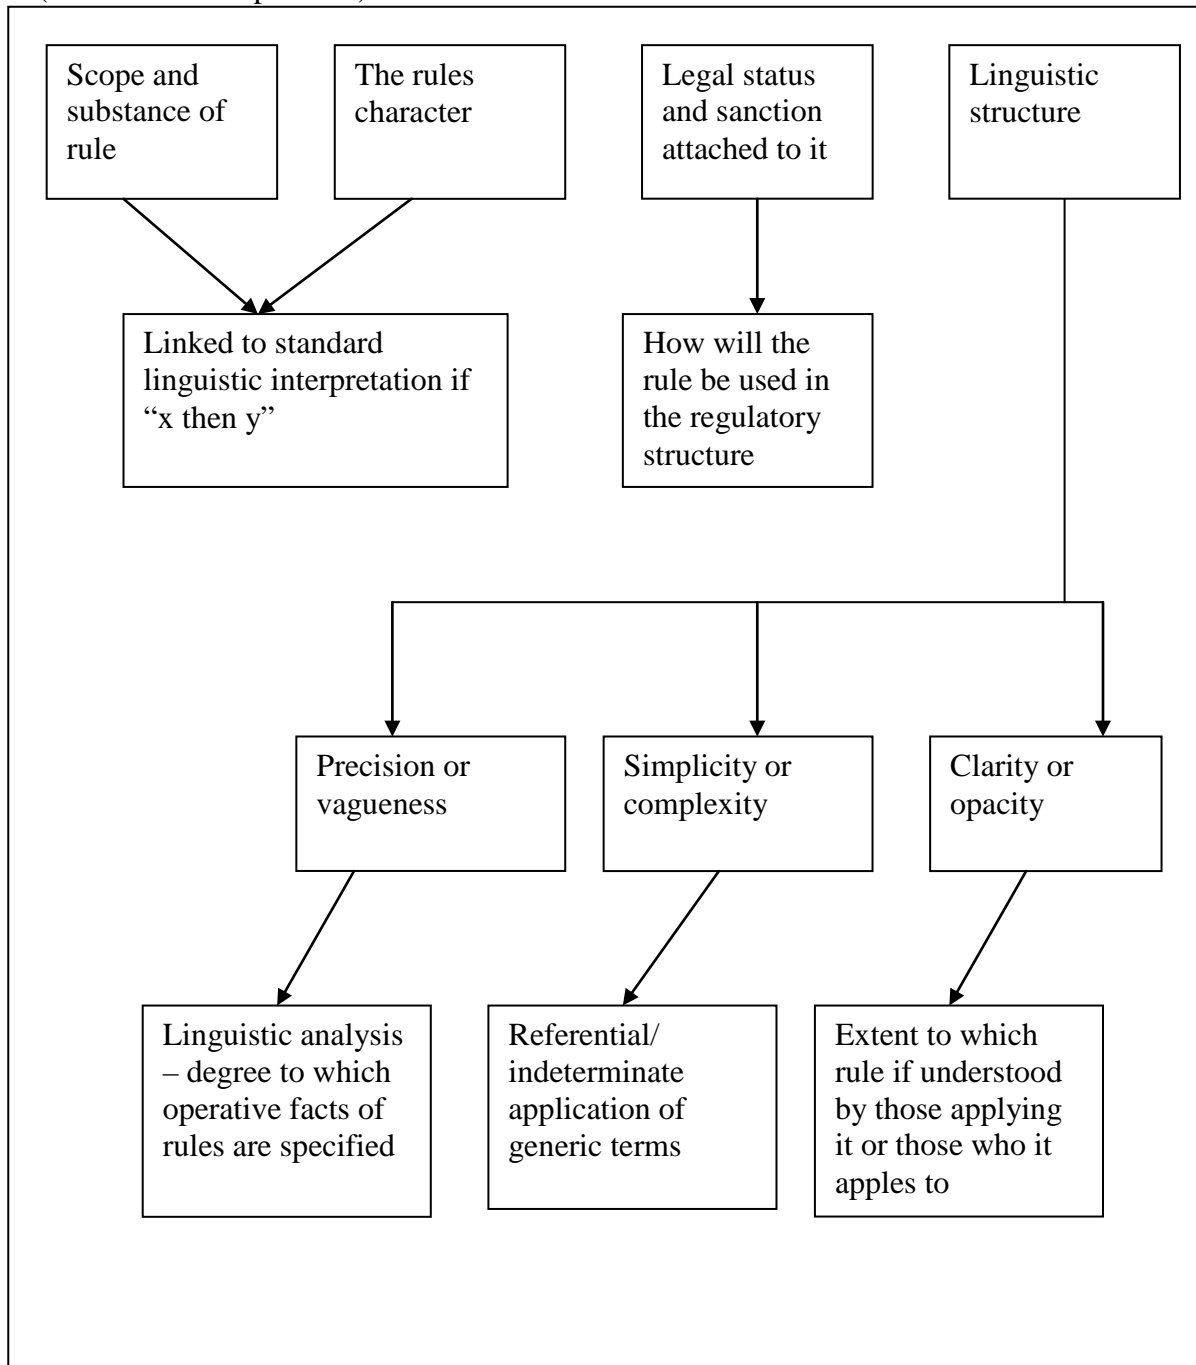 Scope and
substance of
rule
The rules
character
Legal status
and sanction
attached to it
Linguistic
structure
Linked to standard
linguistic interpretation if
“x then y”
How will the
rule be used in
the regulatory
structure
Precision or
vagueness
Simplicity or
complexity
Clarity or
opacity
Linguistic analysis
– degree to which
operative facts of
rules are specified
Referential/
indeterminate
application of
generic terms
Extent to which
rule if understood
by those applying
it or those who it
apples to